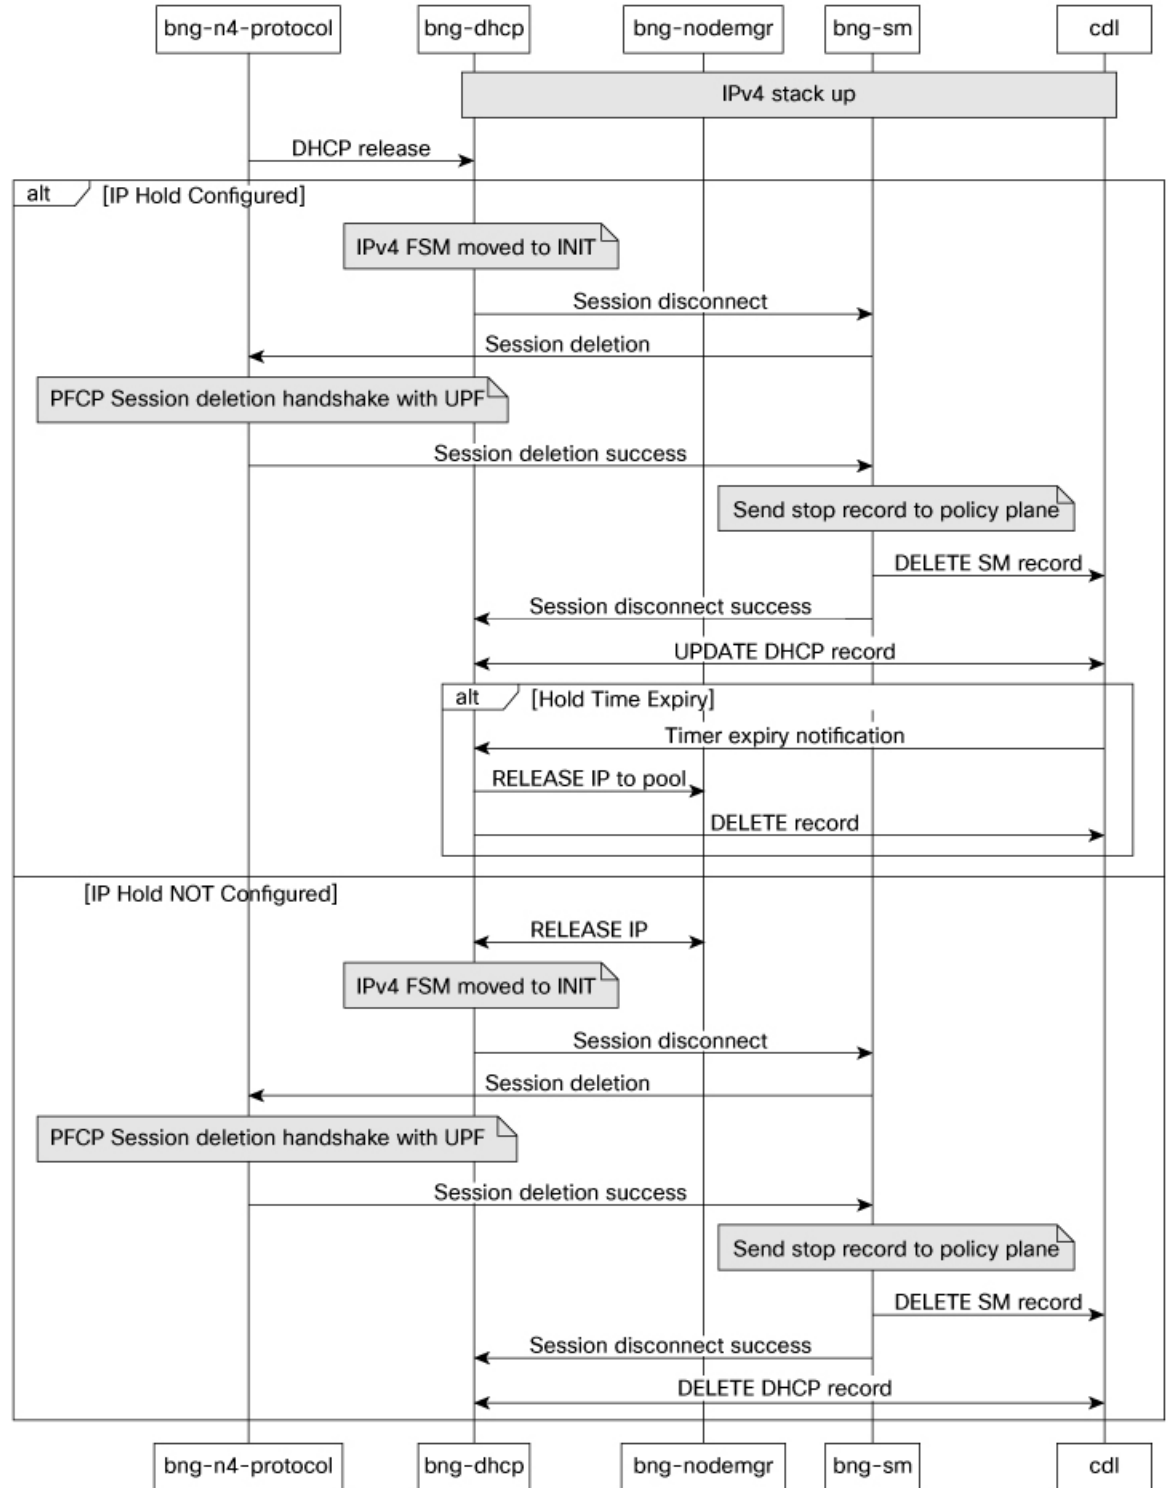 bng-n4-protocol bng-dhcp bng-nodemgr bng-sm cdl
IPv4 stack up
DHCP release
alt [IP Hold Configured]
IPv4 FSM moved to INIT
Session disconnect
Session deletion
PFCP Session deletion handshake with UPF
Session deletion success
Send stop record to policy plane
DELETE SM record
Session disconnect success
UPDATE DHCP record
alt [Hold Time Expiry]
Timer expiry notification
RELEASE IP to pool
DELETE record
[IP Hold NOT Configured]
RELEASE IP
IPv4 FSM moved to INIT
Session disconnect
Session deletion
PFCP Session deletion handshake with UPF
Session deletion success
Send stop record to policy plane
DELETE SM record
Session disconnect success
DELETE DHCP record
bng-n4-protocol bng-dhcp bng-nodemgr bng-sm cdl